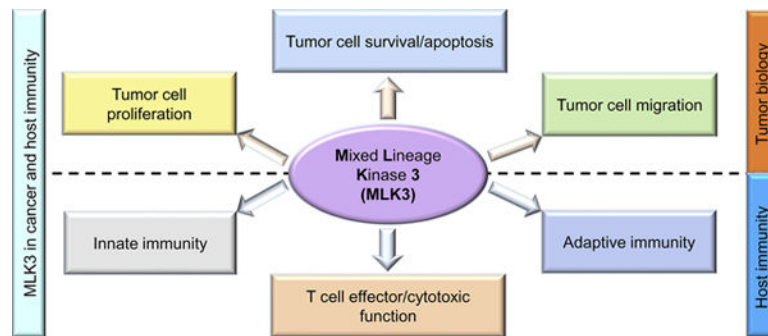 MLK3 in cancer and host immunity
Tumor cell survival/apoptosis
Tumor cell
proliferation
Tumor cell migration
Tumor biology
Mixed Lineage
Kinase 3
(MLK3)
Innate immunity
Adaptive immunity
T cell effector/cytotoxic
function
Host immunity